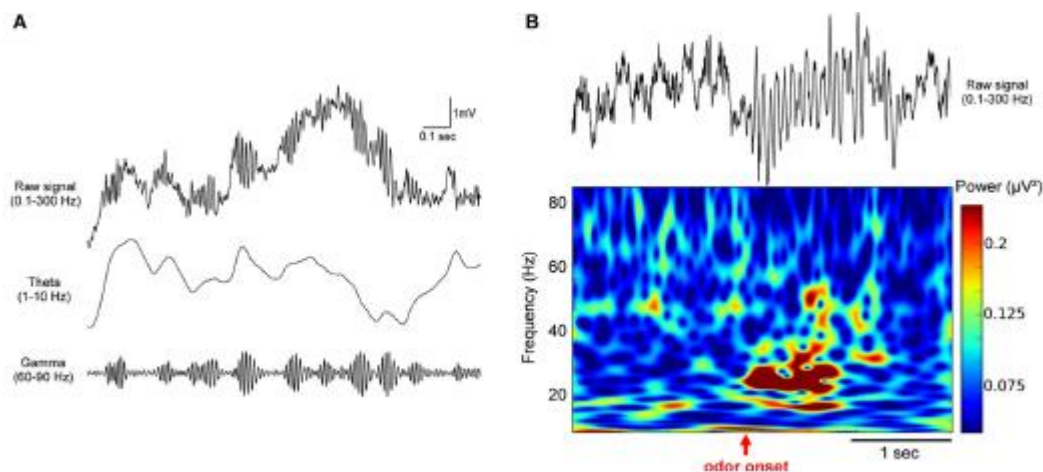 A
Raw signal
(0.1-300 Hz)
1mV
0.1 sec
Theta
(1-10 Hz)
Gamma
(60-90 Hz)
B
Raw signal
(0.1-300 Hz)
Power (µV²)
0.2
0.125
0.075
Frequency (Hz)
80
60
40
20
1 sec
odor onset